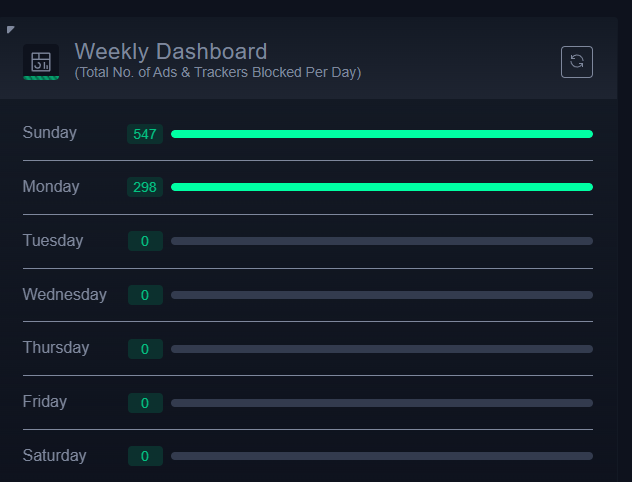 Weekly Dashboard
(Total No. of Ads & Trackers Blocked Per Day)
Sunday 547
Monday 298
Tuesday 0
Wednesday 0
Thursday 0
Friday 0
Saturday 0